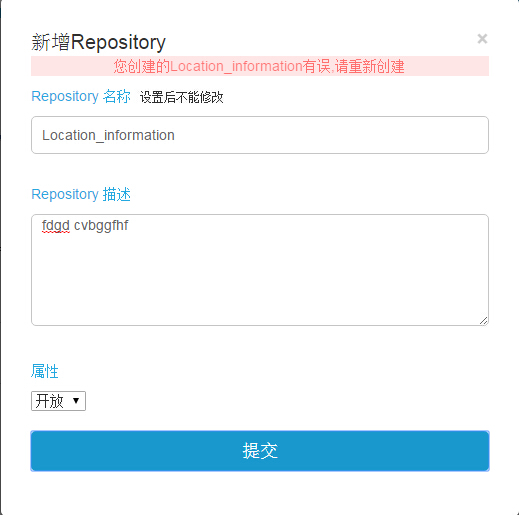 新增Repository ×
您创建的Location_information有误,请重新创建
Repository 名称 设置后不能修改
Location_information
Repository 描述
fdgd cvbggfhf
属性
开放
提交